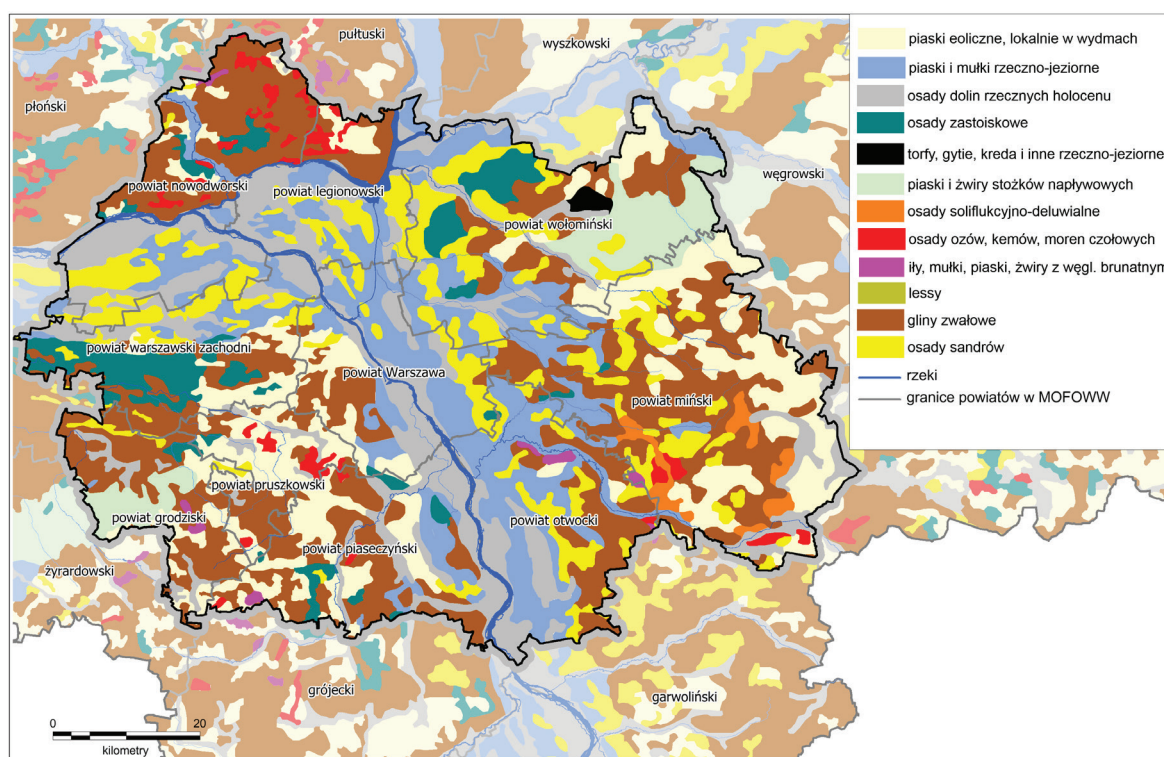 pułtuski
wyszkowski
płoński
węgrowski
powiat nowodworski
powiat legionowski
powiat wołomiński
powiat warszawski zachodni
powiat Warszawa
powiat miński
powiat pruszkowski
powiat grodziski
powiat otwocki
powiat piaseczyński
żyrardowski
grójecki
garwoliński
0 20
kilometry
piaski eoliczne, lokalnie w wydmach
piaski i mułki rzeczno-jeziorne
osady dolin rzecznych holocenu
osady zastoiskowe
torfy, gytie, kreda i inne rzeczno-jeziorne
piaski i żwiry stożków napływowych
osady soliflukcyjno-deluwialne
osady ozów, kemów, moren czołowych
iły, mułki, piaski, żwiry z węgl. brunatnym
lessy
gliny zwałowe
osady sandrów
rzeki
granice powiatów w MOFOWW